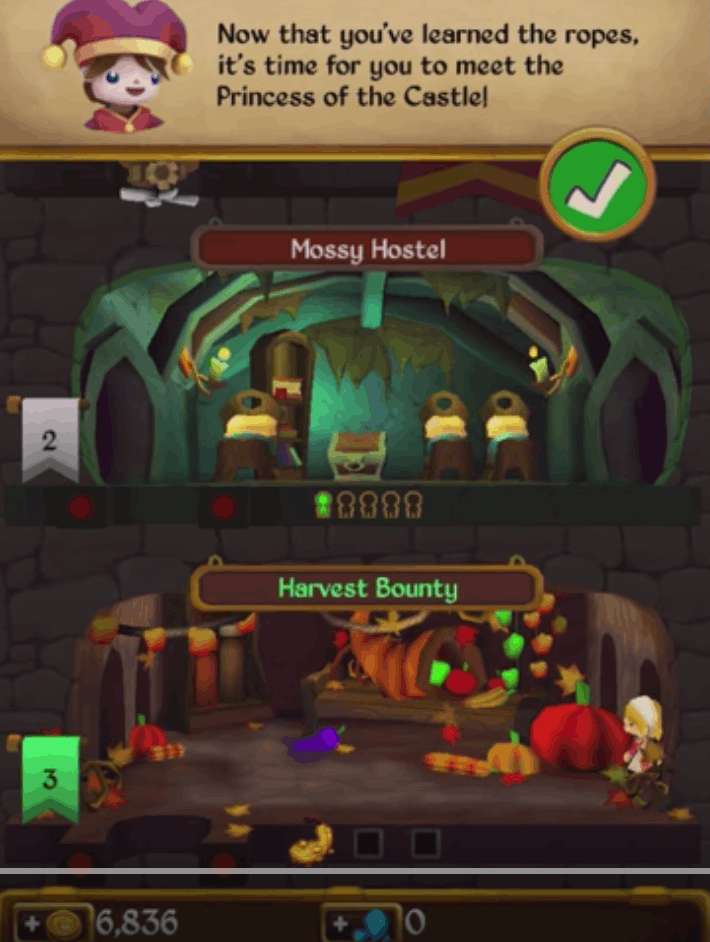 Now that you've learned the ropes,
it's time for you to meet the
Princess of the Castle!
Mossy Hostel
2
Harvest Bounty
3
+ 6,836 + 0